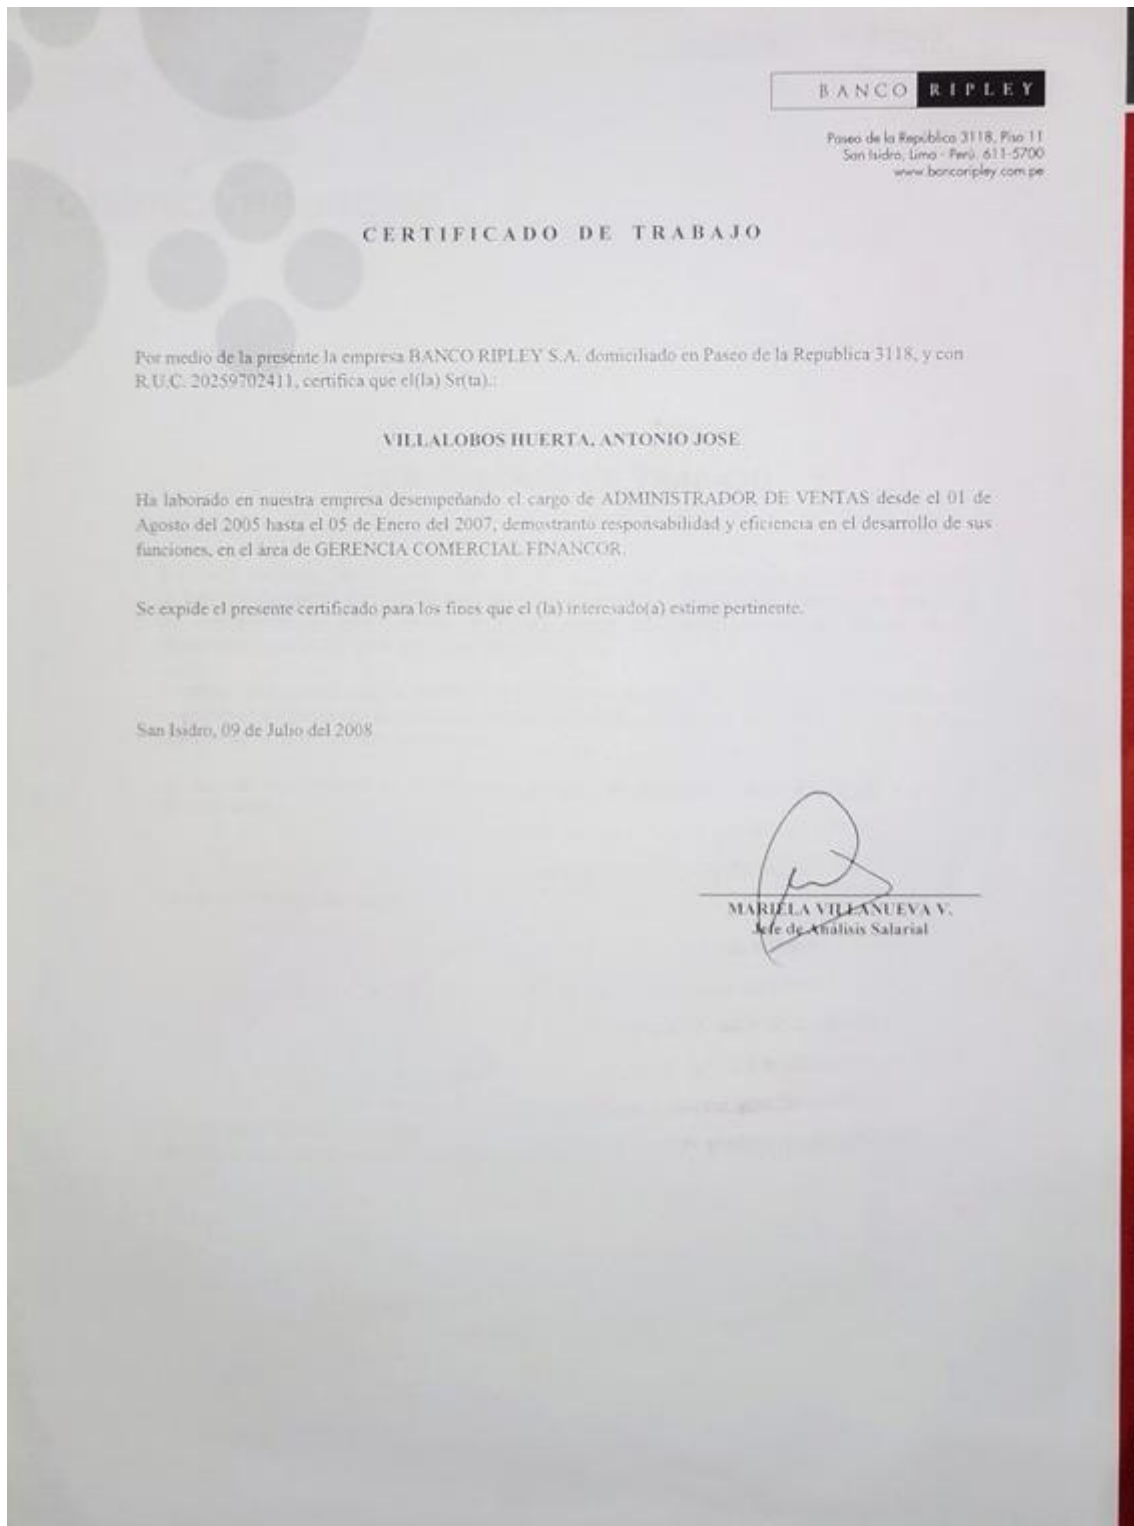 BANCO RIPLEY
Paseo de la República 3118, Piso 11
San Isidro, Lima - Perú. 611-5700
www.bancoripley.com.pe
CERTIFICADO DE TRABAJO
Por medio de la presente la empresa BANCO RIPLEY S.A. domiciliado en Paseo de la Republica 3118, y con
R.U.C. 20259702411, certifica que el(la) Sr(ta).:
VILLALOBOS HUERTA, ANTONIO JOSE
Ha laborado en nuestra empresa desempeñando el cargo de ADMINISTRADOR DE VENTAS desde el 01 de
Agosto del 2005 hasta el 05 de Enero del 2007, demostranto responsabilidad y eficiencia en el desarrollo de sus
funciones, en el área de GERENCIA COMERCIAL FINANCOR.
Se expide el presente certificado para los fines que el (la) interesado(a) estime pertinente.
San Isidro, 09 de Julio del 2008
MARIELA VILLANUEVA V.
Jefe de Análisis Salarial